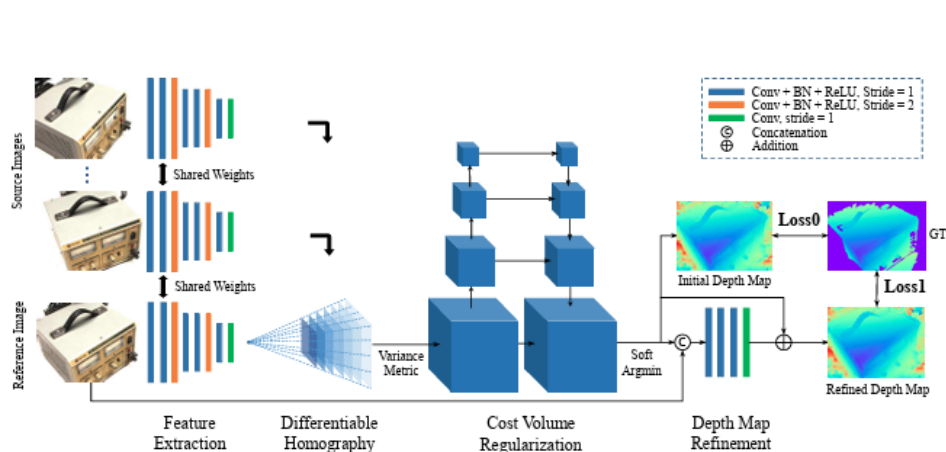 Source Images
Reference Image
Shared Weights
Shared Weights
Conv + BN + ReLU, Stride = 1
Conv + BN + ReLU, Stride = 2
Conv, stride = 1
C Concatenation
Addition
Variance
Metric
Soft
Argmin
C
Initial Depth Map
Loss0
GT
Loss1
Refined Depth Map
Feature
Extraction
Differentiable
Homography
Cost Volume
Regularization
Depth Map
Refinement